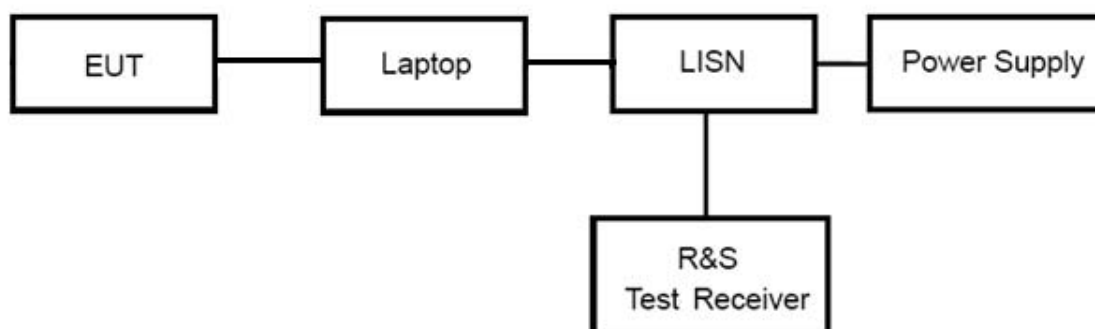 EUT
Laptop
LISN
Power Supply
R&S
Test Receiver